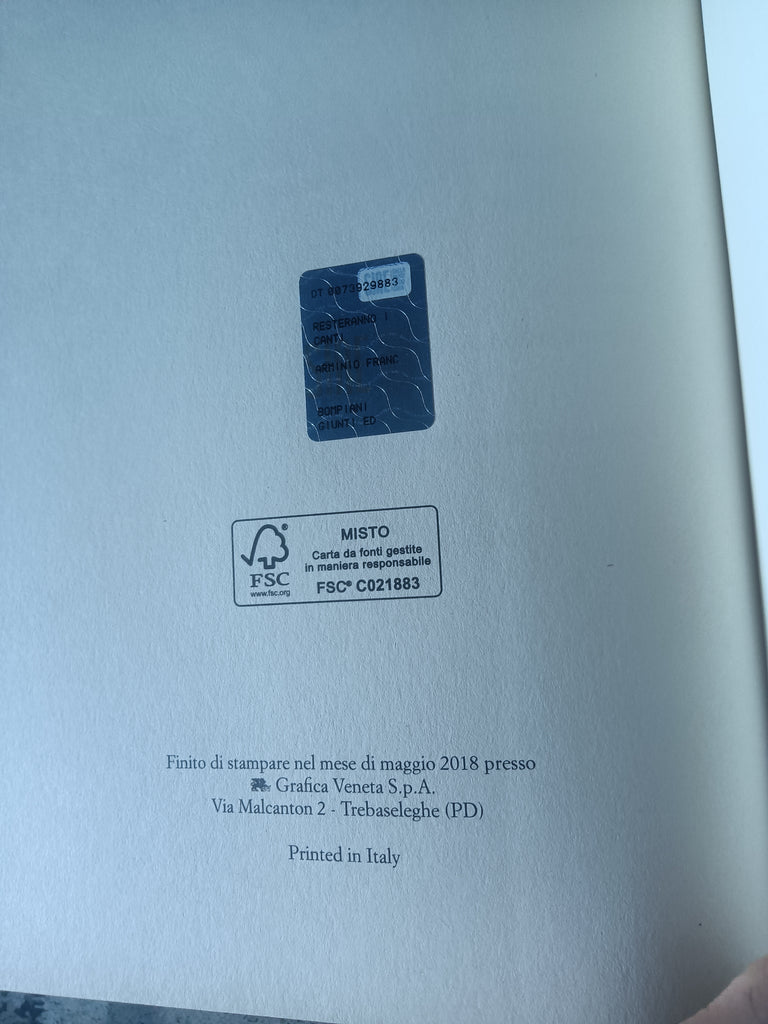 DT 0073929883
RESTERANNO I
CANTI
ARMINIO FRANC
BOMPIANI
GIUNTI ED
FSC
www.fsc.org
MISTO
Carta da fonti gestite
in maniera responsabile
FSC® C021883
Finito di stampare nel mese di maggio 2018 presso
Grafica Veneta S.p.A.
Via Malcanton 2 - Trebaseleghe (PD)
Printed in Italy